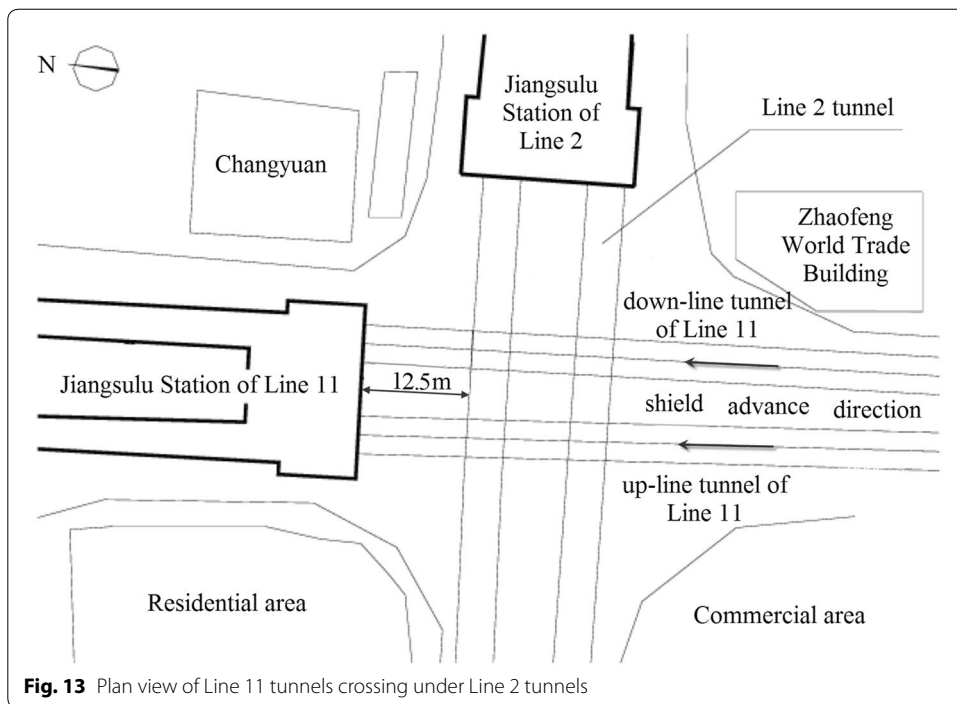 N
Jiangsulu
Station of
Line 2
Line 2 tunnel
Changyuan
Zhaofeng
World Trade
Building
down-line tunnel
of Line 11
Jiangsulu Station of Line 11
12.5m
shield advance direction
up-line tunnel of
Line 11
Residential area
Commercial area
Fig. 13 Plan view of Line 11 tunnels crossing under Line 2 tunnels